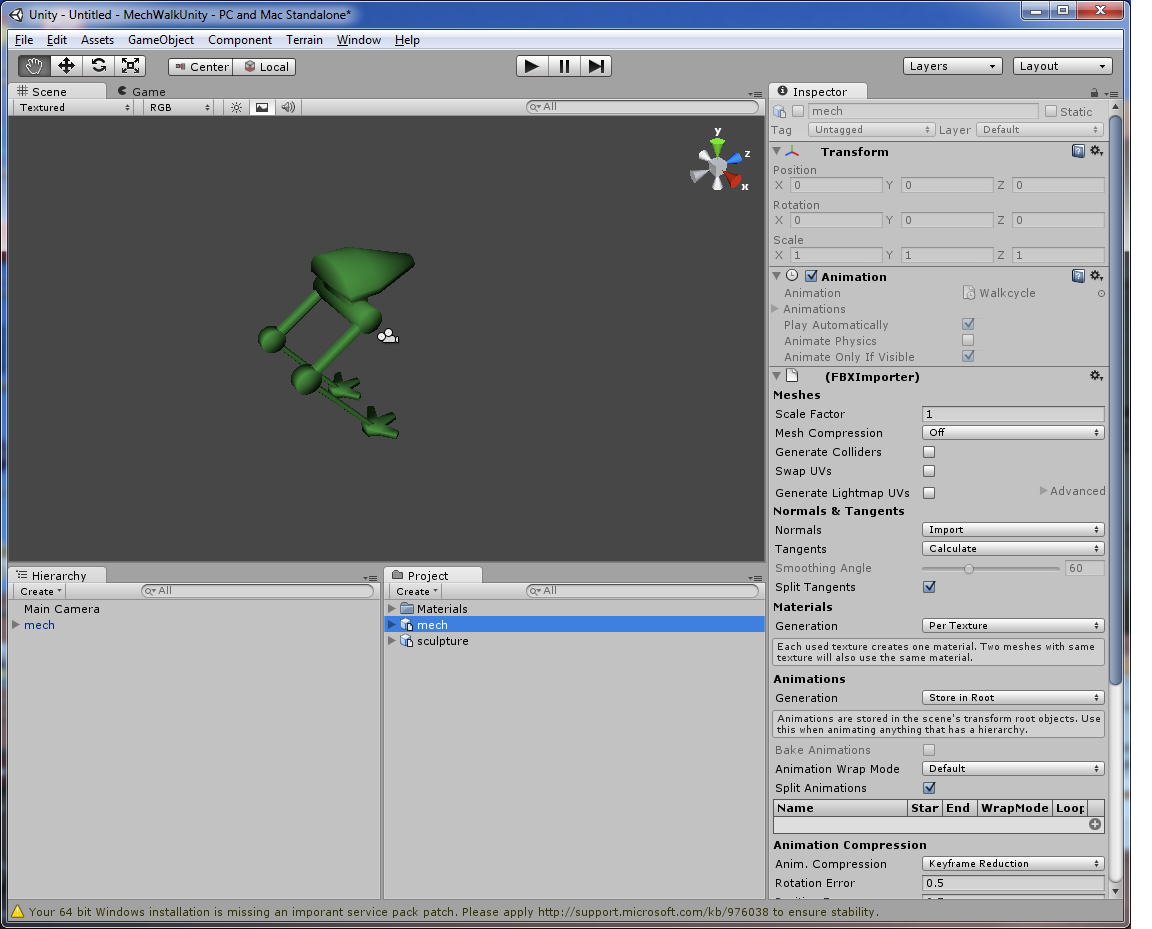 Unity - Untitled - MechWalkUnity - PC and Mac Standalone*
File Edit Assets GameObject Component Terrain Window Help
Center Local Layers Layout
Scene Game
Textured RGB All
y
z
x
Hierarchy
Create All
Main Camera
mech
Project
Create All
Materials
mech
sculpture
Inspector
mech Static
Tag Untagged Layer Default
Transform
Position
X 0 Y 0 Z 0
Rotation
X 0 Y 0 Z 0
Scale
X 1 Y 1 Z 1
Animation
Animation Walkcycle
Animations
Play Automatically
Animate Physics
Animate Only If Visible
(FBXImporter)
Meshes
Scale Factor 1
Mesh Compression Off
Generate Colliders
Swap UVs
Generate Lightmap UVs Advanced
Normals & Tangents
Normals Import
Tangents Calculate
Smoothing Angle 60
Split Tangents
Materials
Generation Per Texture
Each used texture creates one material. Two meshes with same
texture will also use the same material.
Animations
Generation Store in Root
Animations are stored in the scene's transform root objects. Use
this when animating anything that has a hierarchy.
Bake Animations
Animation Wrap Mode Default
Split Animations
Name Star End WrapMode Loop
Animation Compression
Anim. Compression Keyframe Reduction
Rotation Error 0.5
Your 64 bit Windows installation is missing an imporant service pack patch. Please apply http://support.microsoft.com/kb/976038 to ensure stability.